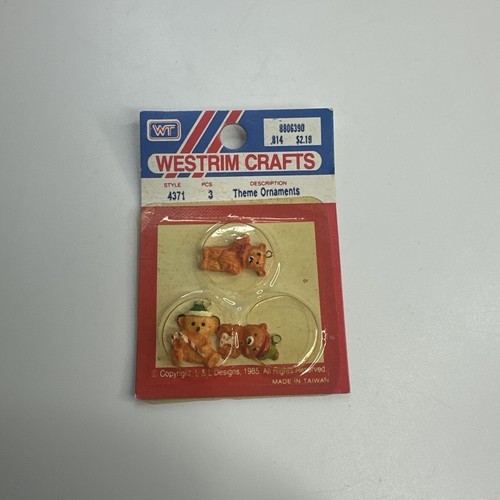 WT
8806390
.814 $2.19
WESTRIM CRAFTS
STYLE PCS DESCRIPTION
4371 3 Theme Ornaments
© Copyright, L & L Designs, 1985. All Rights Reserved.
MADE IN TAIWAN